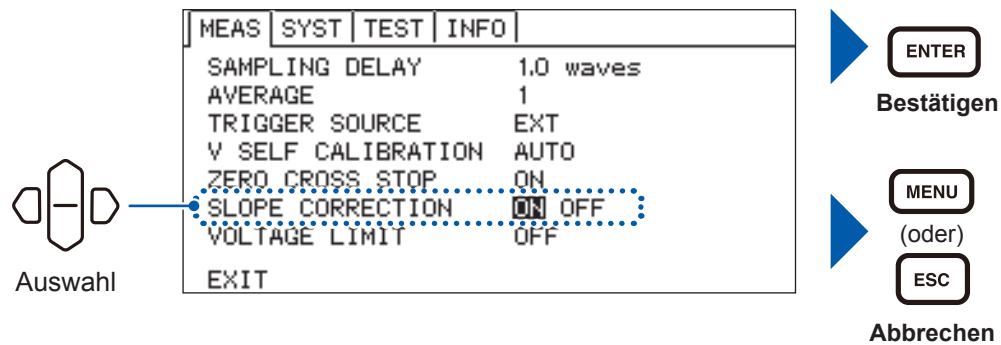 MEAS SYST TEST INFO
SAMPLING DELAY 1.0 waves
AVERAGE 1
TRIGGER SOURCE EXT
V SELF CALIBRATION AUTO
ZERO CROSS STOP ON
SLOPE CORRECTION ON OFF
VOLTAGE LIMIT OFF
EXIT
Auswahl
ENTER
Bestätigen
MENU
(oder)
ESC
Abbrechen